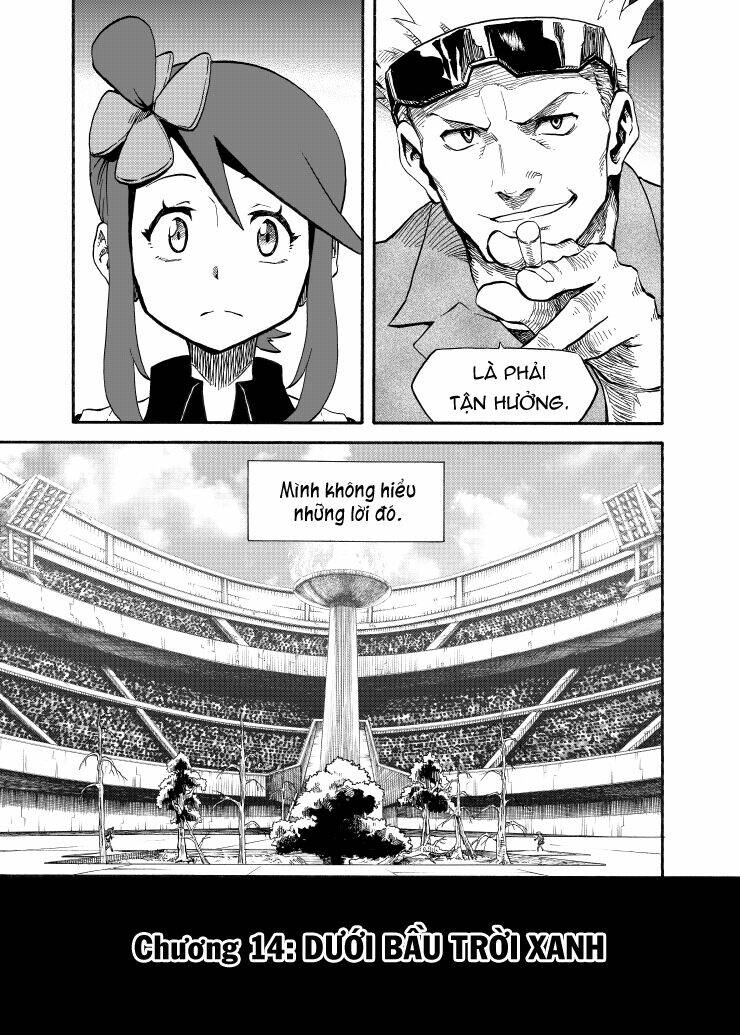 LÀ PHẢI
TẬN HƯỞNG.
Mình không hiểu
những lời đó.
Chương 14: DƯỚI BẦU TRỜI XANH